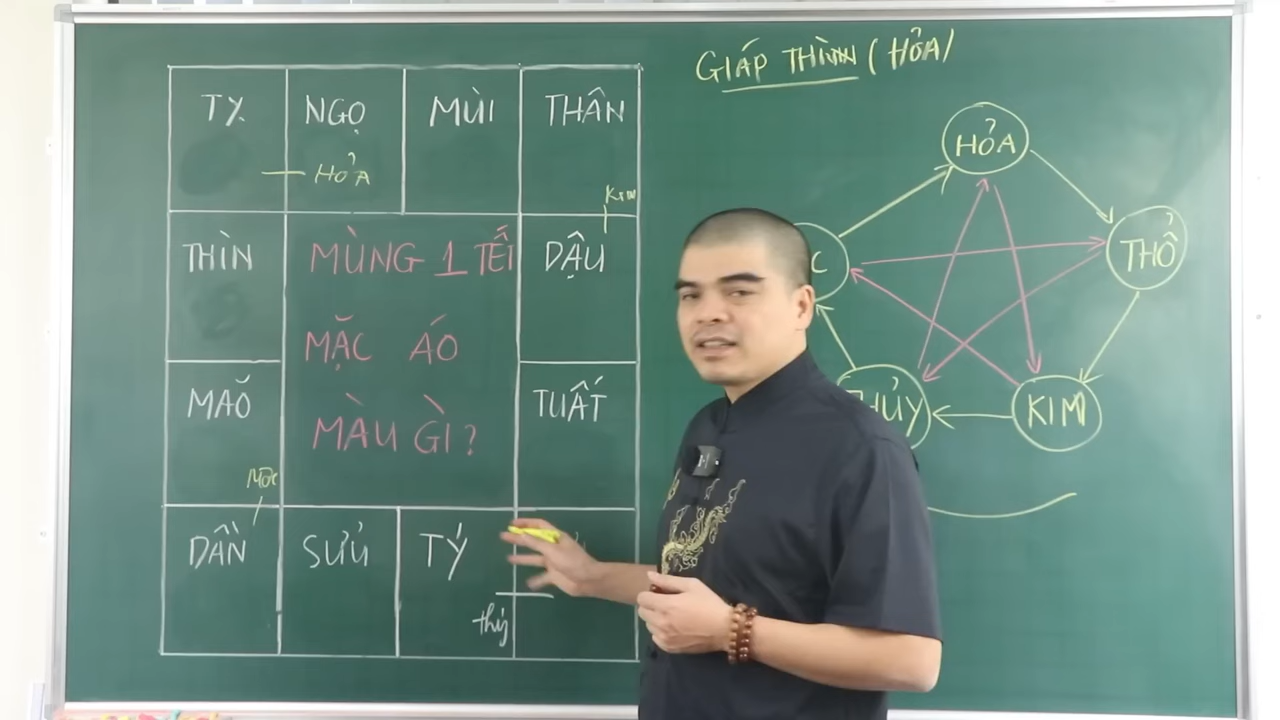 GIÁP THÌN (HỎA)
TỴ
NGỌ
MÙI
THÂN
HỎA
KIM
THÌN
MÙNG 1 TẾT
DẬU
MẶC ÁO
MÃO
MÀU GÌ?
TUẤT
MỘC
DẦN
SỬU
TÝ
thủy
HỎA
THỔ
C
THỦY
KIM